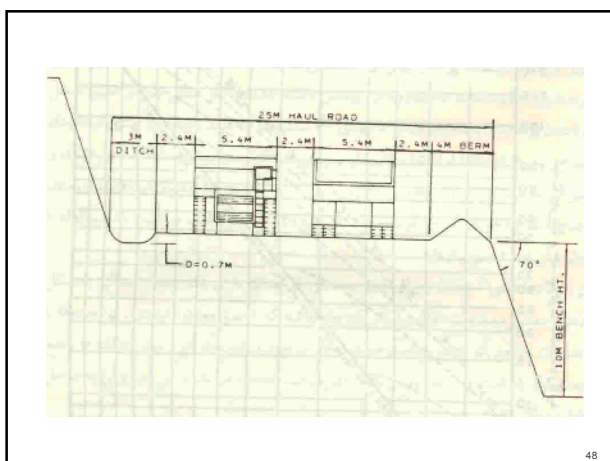 25M HAUL ROAD
3M 2.4M 5.4M 2.4M 5.4M 2.4M 4M BERM
DITCH
D=0.7M
70°
10M BENCH HT.
48